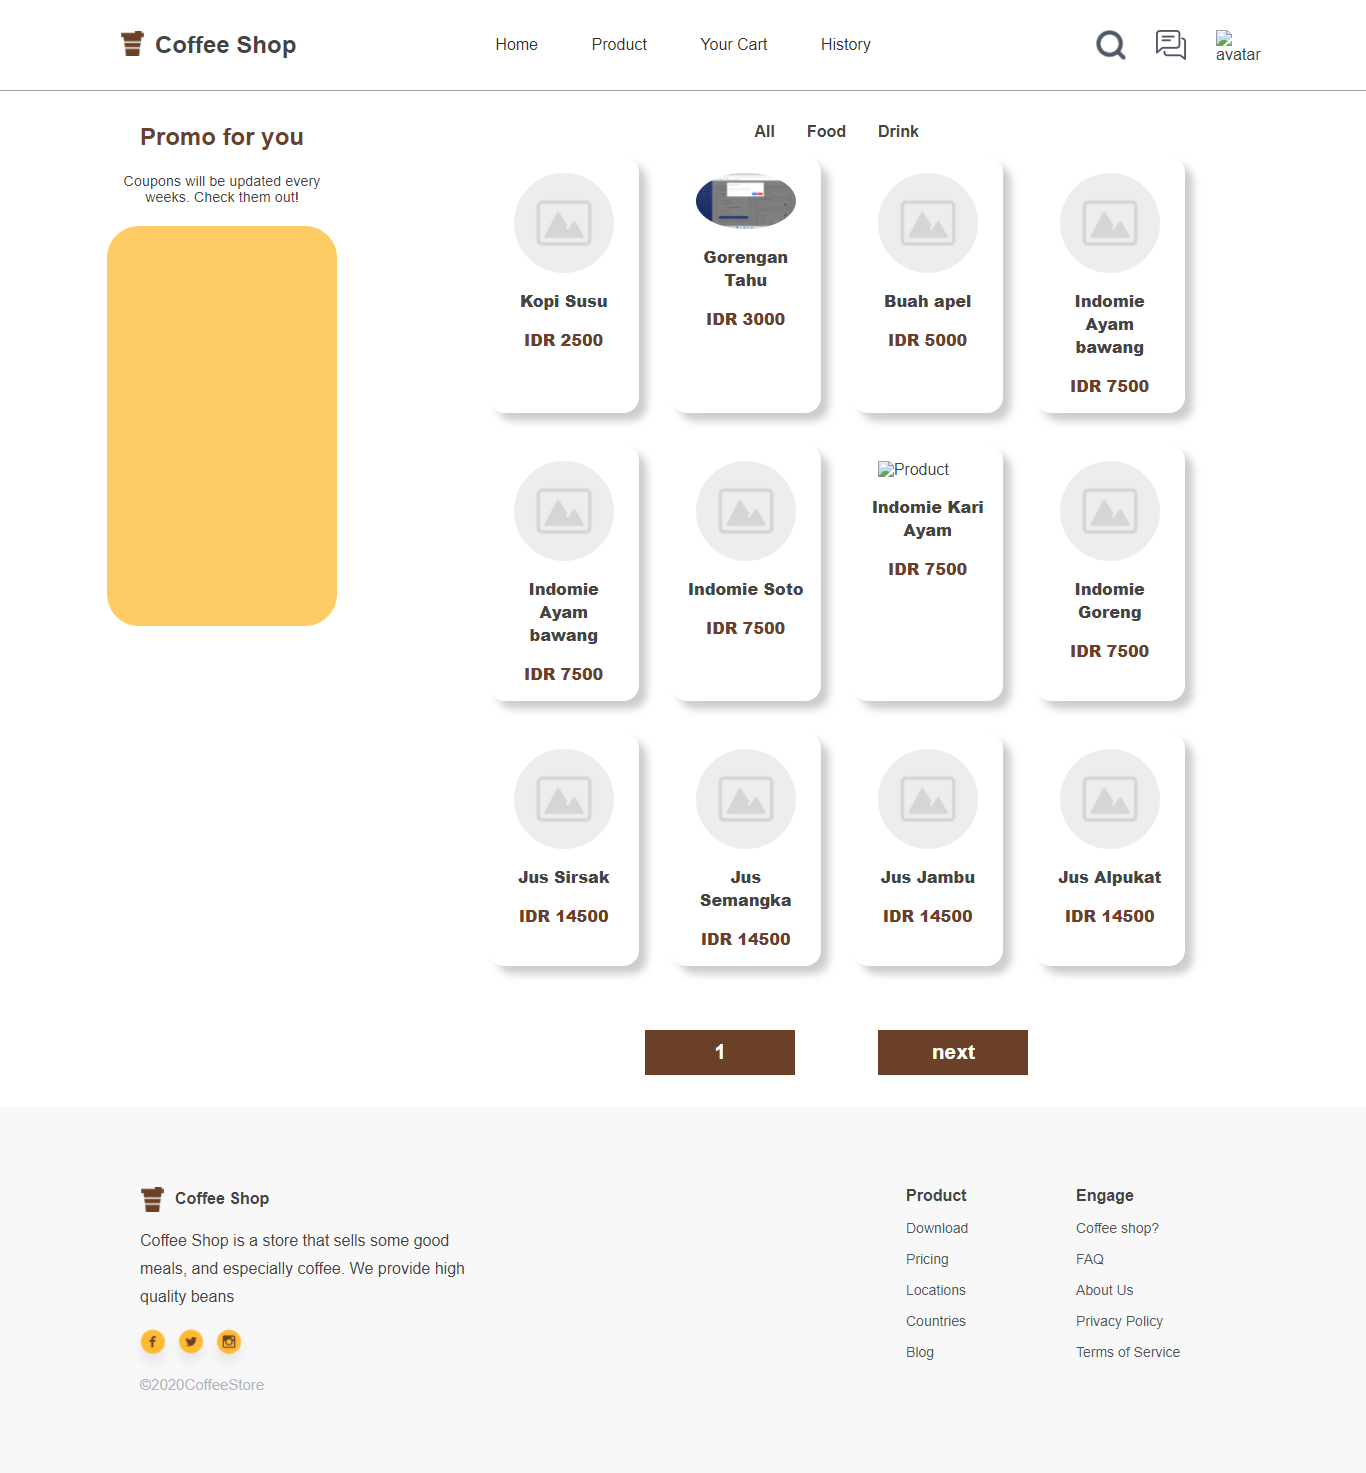 Coffee Shop
Home
Product
Your Cart
History
avatar
Promo for you
Coupons will be updated every
weeks. Check them out!
All
Food
Drink
Kopi Susu
IDR 2500
Gorengan
Tahu
IDR 3000
Buah apel
IDR 5000
Indomie
Ayam
bawang
IDR 7500
Indomie
Ayam
bawang
IDR 7500
Indomie Soto
IDR 7500
Product
Indomie Kari
Ayam
IDR 7500
Indomie
Goreng
IDR 7500
Jus Sirsak
IDR 14500
Jus
Semangka
IDR 14500
Jus Jambu
IDR 14500
Jus Alpukat
IDR 14500
1
next
Coffee Shop
Coffee Shop is a store that sells some good
meals, and especially coffee. We provide high
quality beans
©2020CoffeeStore
Product
Download
Pricing
Locations
Countries
Blog
Engage
Coffee shop?
FAQ
About Us
Privacy Policy
Terms of Service